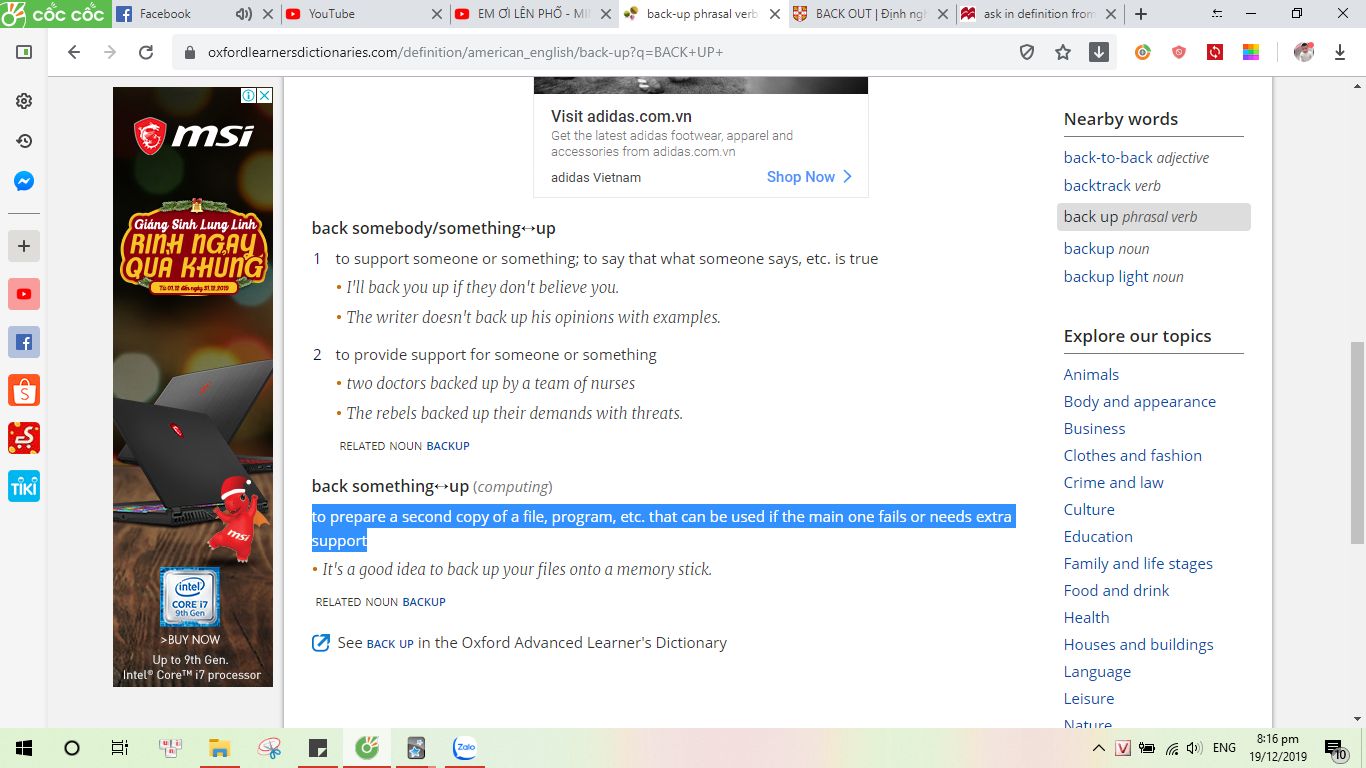 cốc cốc
Facebook
YouTube
EM ƠI LÊN PHỐ - MI
back-up phrasal verb
BACK OUT | Định ngh
ask in definition from
oxfordlearnersdictionaries.com/definition/american_english/back-up?q=BACK+UP+
msi
Giáng Sinh Lung Linh
RINH NGAY
QUÀ KHỦNG
Từ 01.12 đến ngày 31.12.2019
msi
intel
CORE i7
9th Gen
>BUY NOW
Up to 9th Gen.
Intel® Core™ i7 processor
Visit adidas.com.vn
Get the latest adidas footwear, apparel and
accessories from adidas.com.vn
adidas Vietnam
Shop Now
back somebody/something↔up
1 to support someone or something; to say that what someone says, etc. is true
• I'll back you up if they don't believe you.
• The writer doesn't back up his opinions with examples.
2 to provide support for someone or something
• two doctors backed up by a team of nurses
• The rebels backed up their demands with threats.
RELATED NOUN BACKUP
back something↔up (computing)
to prepare a second copy of a file, program, etc. that can be used if the main one fails or needs extra
support
• It's a good idea to back up your files onto a memory stick.
RELATED NOUN BACKUP
See BACK UP in the Oxford Advanced Learner's Dictionary
Nearby words
back-to-back adjective
backtrack verb
back up phrasal verb
backup noun
backup light noun
Explore our topics
Animals
Body and appearance
Business
Clothes and fashion
Crime and law
Culture
Education
Family and life stages
Food and drink
Health
Houses and buildings
Language
Leisure
Nature
TIKI
Zalo
V
ENG
8:16 pm
19/12/2019
10